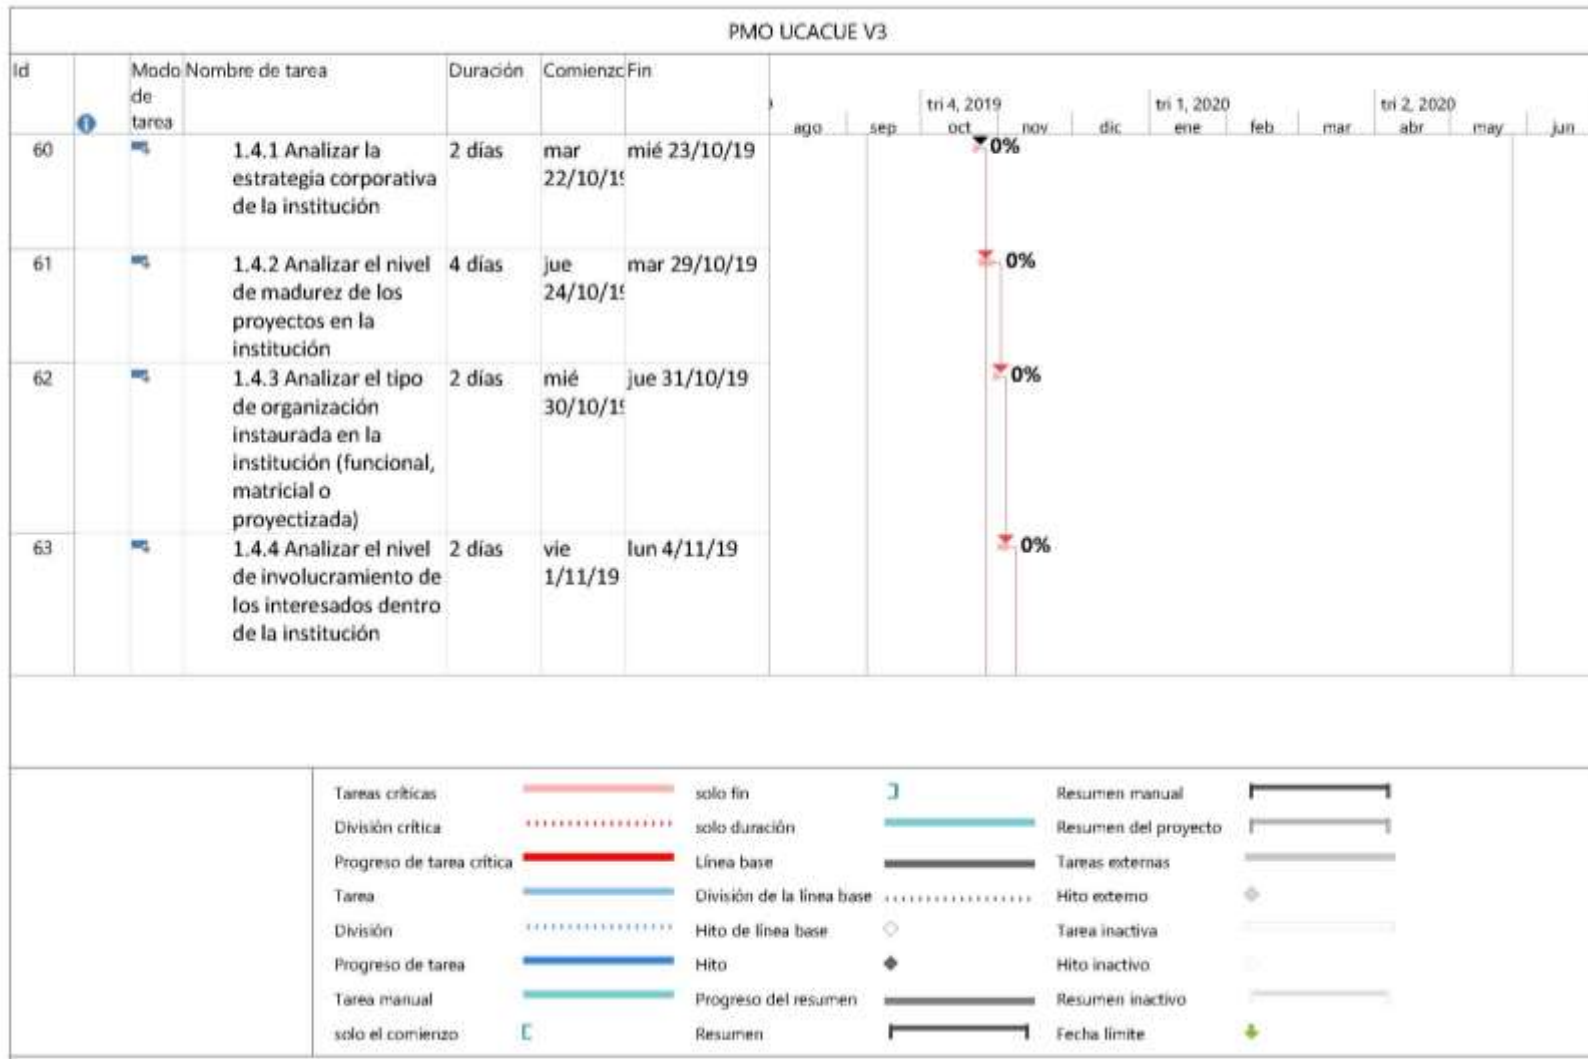 PMO UCACUE V3
Id Modo de tarea Nombre de tarea Duración Comienzo Fin
tri 4, 2019 tri 1, 2020 tri 2, 2020
ago sep oct nov dic ene feb mar abr may jun
60 1.4.1 Analizar la 2 días mar mié 23/10/19 0%
estrategia corporativa 22/10/19
de la institución
61 1.4.2 Analizar el nivel 4 días jue mar 29/10/19 0%
de madurez de los 24/10/19
proyectos en la
institución
62 1.4.3 Analizar el tipo 2 días mié jue 31/10/19 0%
de organización 30/10/19
instaurada en la
institución (funcional,
matricial o
proyectizada)
63 1.4.4 Analizar el nivel 2 días vie lun 4/11/19 0%
de involucramiento de 1/11/19
los interesados dentro
de la institución
Tareas críticas solo fin Resumen manual
División crítica solo duración Resumen del proyecto
Progreso de tarea crítica Línea base Tareas externas
Tarea División de la línea base Hito externo
División Hito de línea base Tarea inactiva
Progreso de tarea Hito Hito inactivo
Tarea manual Progreso del resumen Resumen inactivo
solo el comienzo Resumen Fecha límite